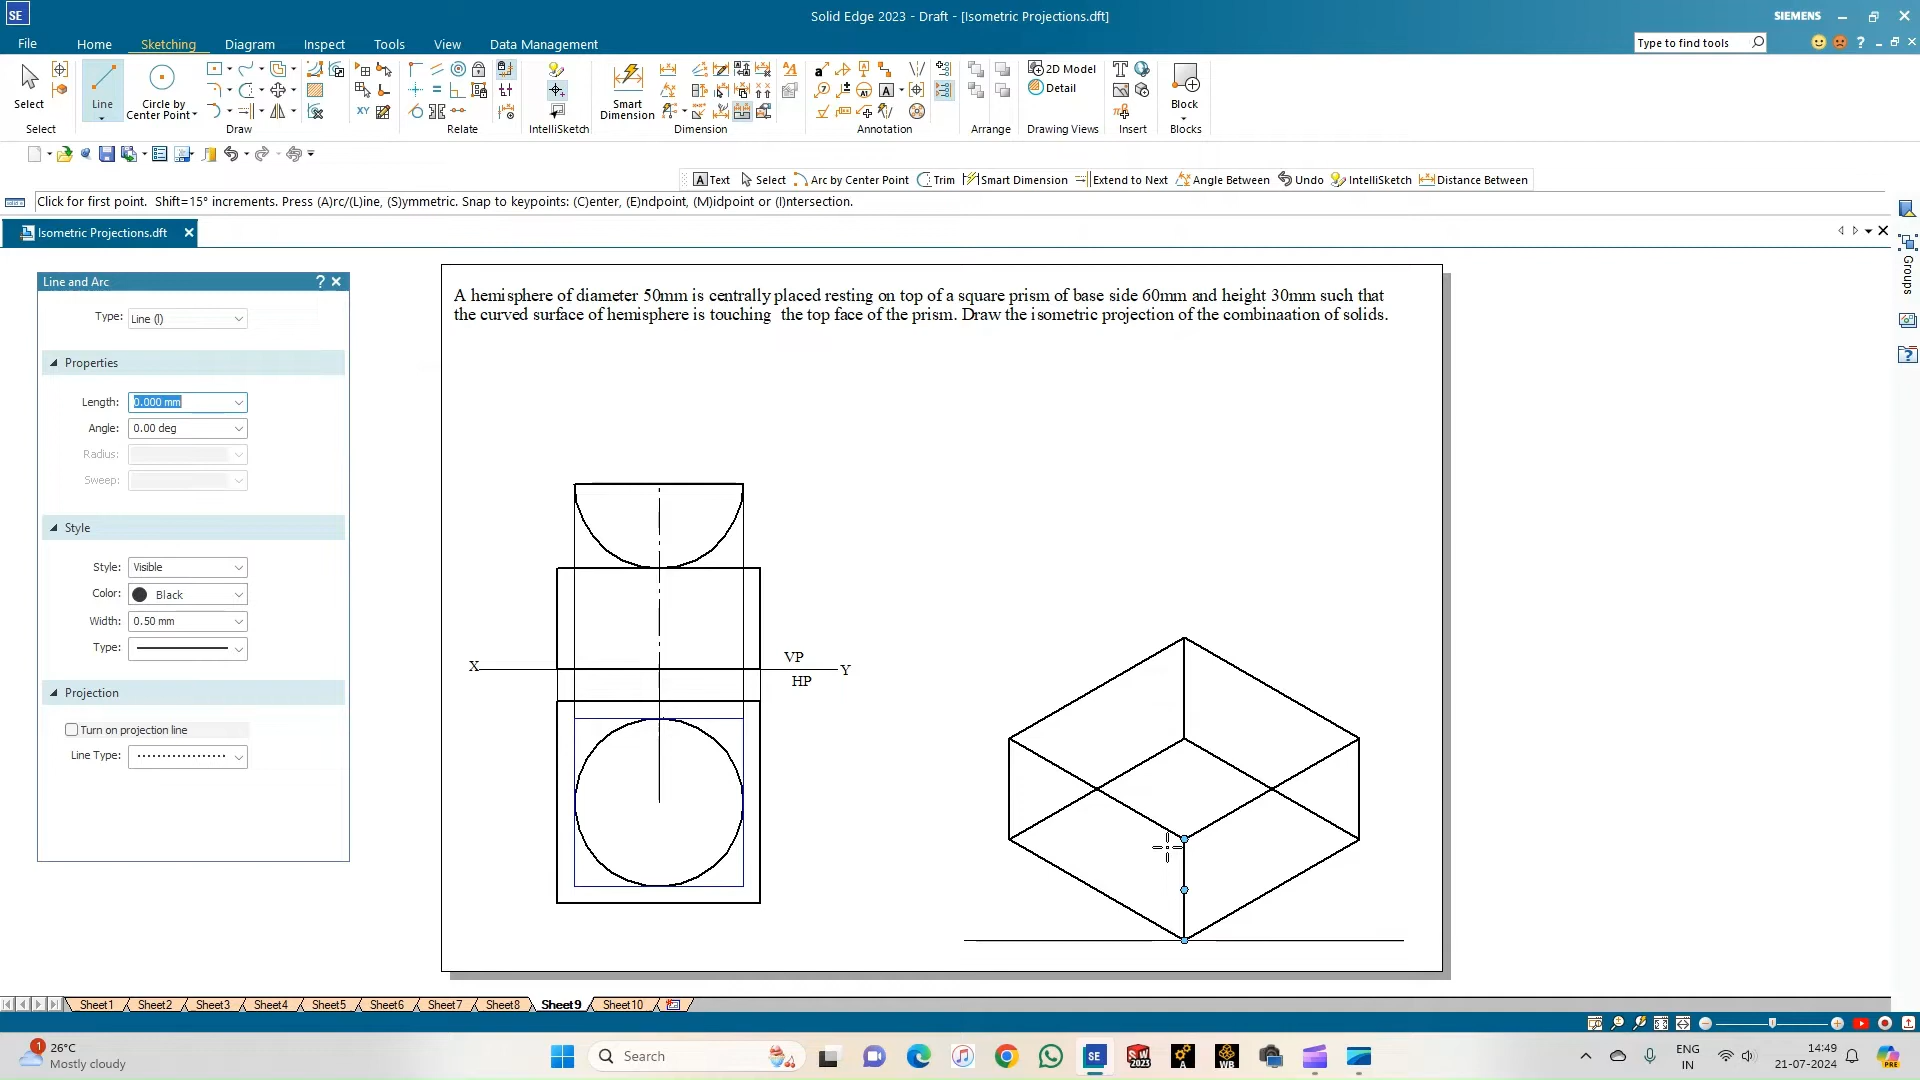 SE
Solid Edge 2023 - Draft - [Isometric Projections.dft]
SIEMENS
File Home Sketching Diagram Inspect Tools View Data Management
Type to find tools
Select
Line
Circle by
Center Point
Smart
Dimension
2D Model
Detail
Block
Select Draw Relate IntelliSketch Dimension Annotation Arrange Drawing Views Insert Blocks
Text Select Arc by Center Point Trim Smart Dimension Extend to Next Angle Between Undo IntelliSketch Distance Between
Click for first point. Shift=15° increments. Press (A)rc/(L)ine, (S)ymmetric. Snap to keypoints: (C)enter, (E)ndpoint, (M)idpoint or (I)ntersection.
Isometric Projections.dft
Groups
Line and Arc
Type: Line (l)
Properties
Length: 0.000 mm
Angle: 0.00 deg
Radius:
Sweep:
Style
Style: Visible
Color: Black
Width: 0.50 mm
Type:
Projection
Turn on projection line
Line Type:
A hemisphere of diameter 50mm is centrally placed resting on top of a square prism of base side 60mm and height 30mm such that
the curved surface of hemisphere is touching the top face of the prism. Draw the isometric projection of the combinaation of solids.
X
VP
HP
Y
Sheet1 Sheet2 Sheet3 Sheet4 Sheet5 Sheet6 Sheet7 Sheet8 Sheet9 Sheet10
1
26°C
Mostly cloudy
Search
ENG
IN
14:49
21-07-2024